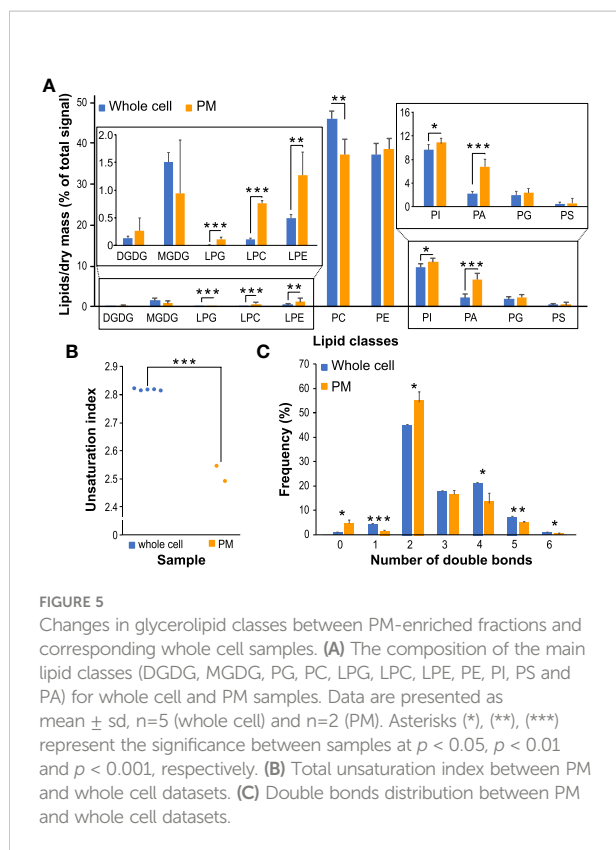 A
Whole cell PM
Lipids/dry mass (% of total signal)
50
40
30
20
10
0
**
2.0
1.5
1.0
0.5
0.0
*** *** **
DGDG MGDG LPG LPC LPE
16
12
8
4
0
* ***
PI PA PG PS
*** *** ** * ***
DGDG MGDG LPG LPC LPE PC PE PI PA PG PS
Lipid classes
B
Unsaturation index
2.9
2.8
2.7
2.6
2.5
2.4
0
***
whole cell PM
Sample
C
Whole cell
PM
Frequency (%)
70
60
50
40
30
20
10
0
* *** * * ** *
0 1 2 3 4 5 6
Number of double bonds
FIGURE 5
Changes in glycerolipid classes between PM-enriched fractions and
corresponding whole cell samples. (A) The composition of the main
lipid classes (DGDG, MGDG, PG, PC, LPG, LPC, LPE, PE, PI, PS and
PA) for whole cell and PM samples. Data are presented as
mean ± sd, n=5 (whole cell) and n=2 (PM). Asterisks (*), (**), (***)
represent the significance between samples at p < 0.05, p < 0.01
and p < 0.001, respectively. (B) Total unsaturation index between PM
and whole cell datasets. (C) Double bonds distribution between PM
and whole cell datasets.